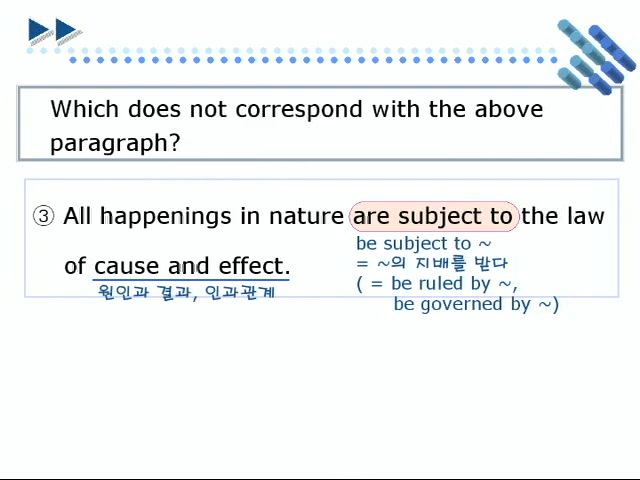 Which does not correspond with the above
paragraph?
③ All happenings in nature are subject to the law
of cause and effect.
be subject to ~
= ~의 지배를 받다
( = be ruled by ~,
be governed by ~)
원인과 결과, 인과관계